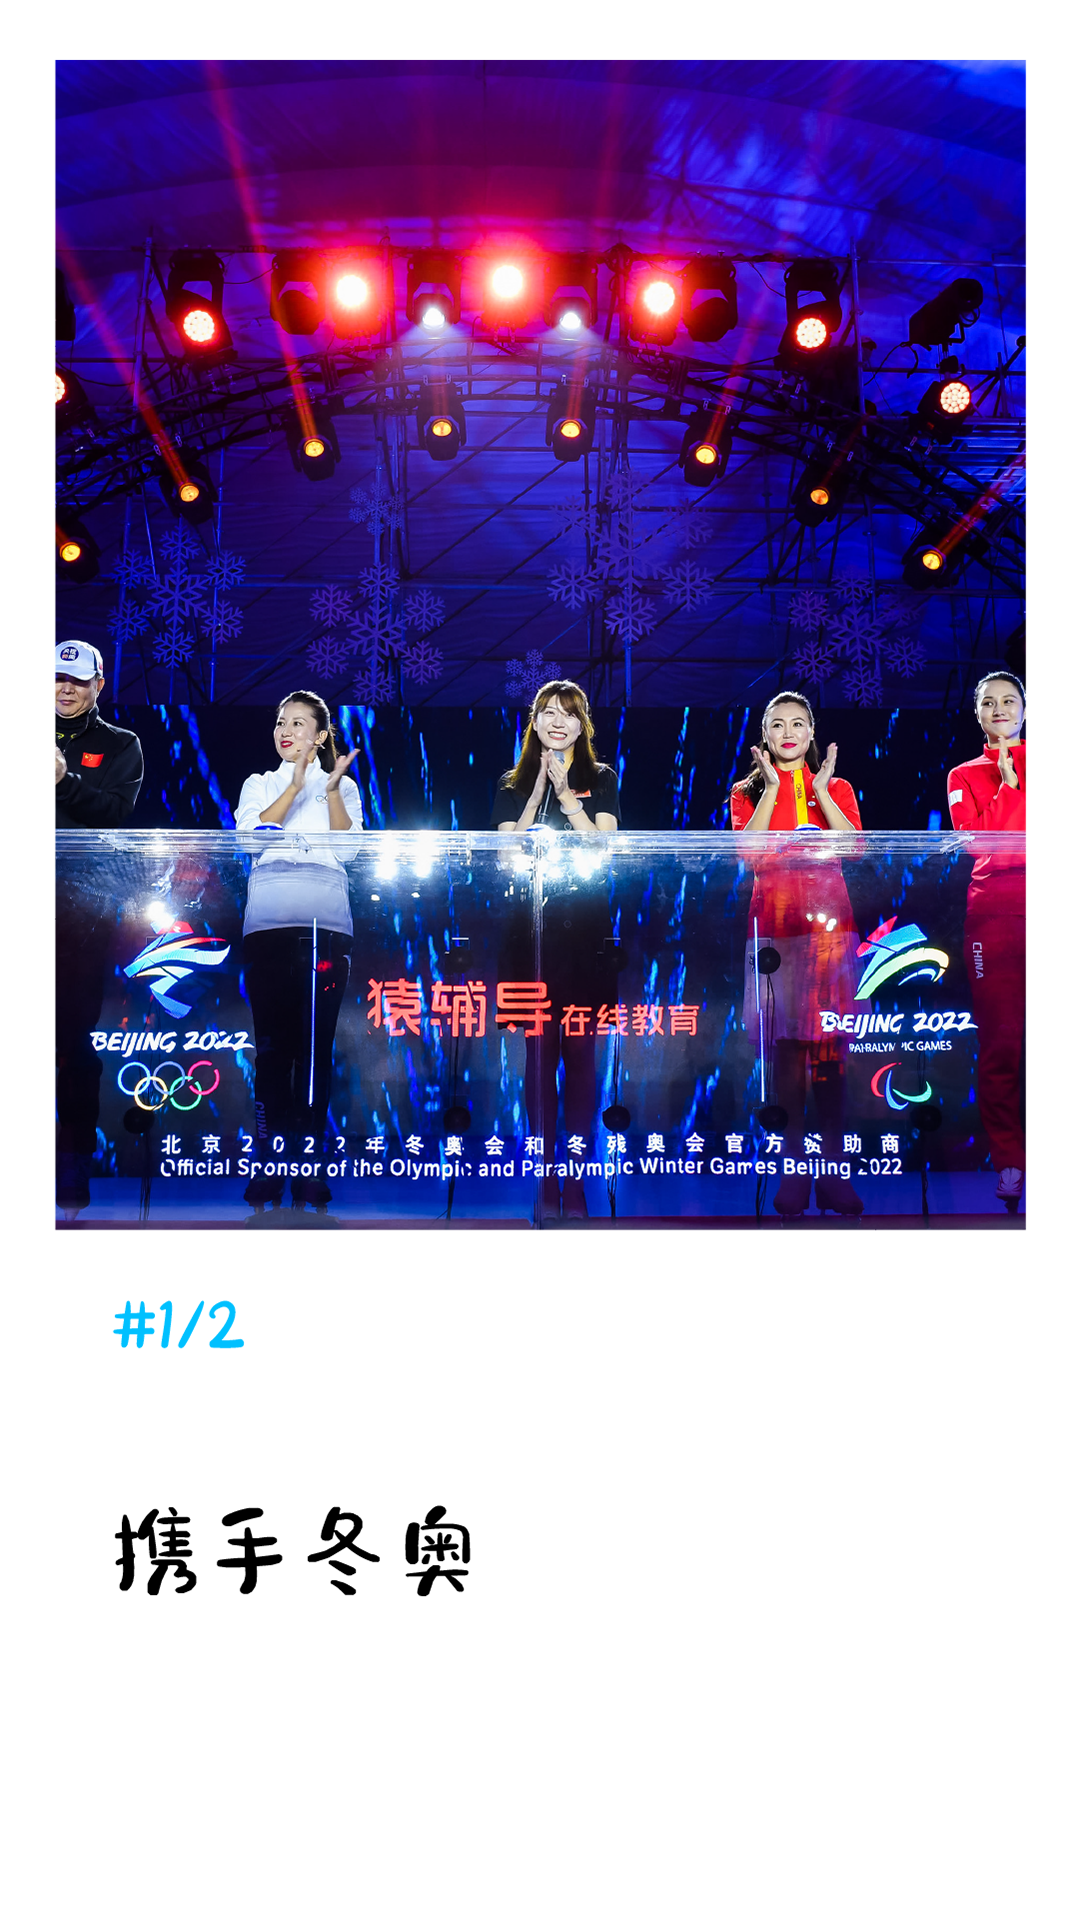 CHINA
CHINA
猿辅导在线教育
BEIJING 2022
BEIJING 2022
PARALYMPIC GAMES
CHINA
北京2022年冬奥会和冬残奥会官方赞助商
Official Sponsor of the Olympic and Paralympic Winter Games Beijing 2022
#1/2
携手冬奥